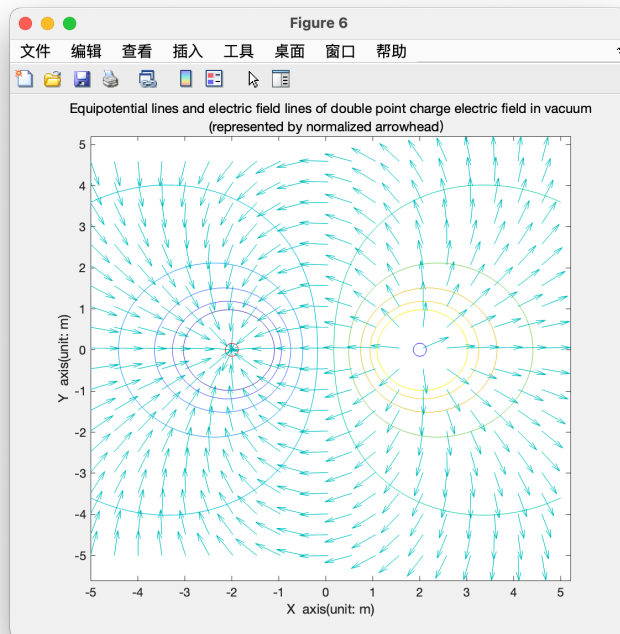 Figure 6
文件 编辑 查看 插入 工具 桌面 窗口 帮助
Equipotential lines and electric field lines of double point charge electric field in vacuum
(represented by normalized arrowhead）
5
4
3
2
1
0
-1
-2
-3
-4
-5
Y axis(unit: m)
-5 -4 -3 -2 -1 0 1 2 3 4 5
X axis(unit: m)